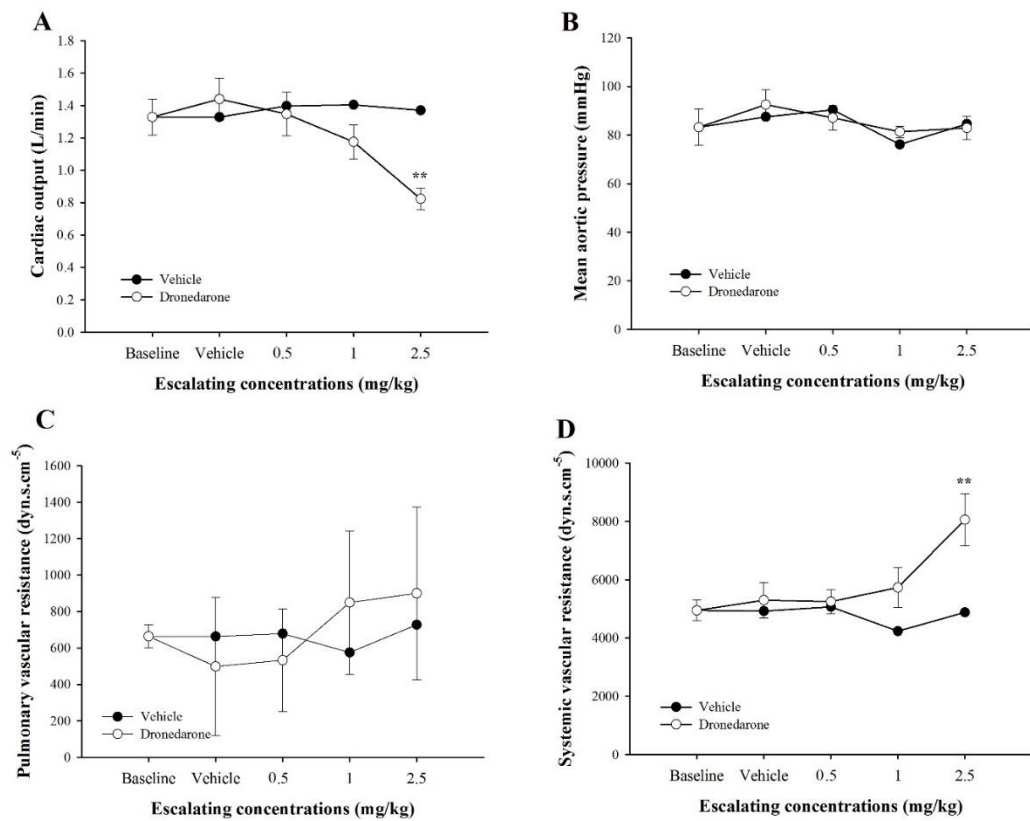 A
Cardiac output (L/min)
1.8
1.6
1.4
1.2
1.0
0.8
0.6
0.4
0.2
0.0
**
Vehicle
Dronedarone
Baseline Vehicle 0.5 1 2.5
Escalating concentrations (mg/kg)
B
Mean aortic pressure (mmHg)
120
100
80
60
40
20
0
Vehicle
Dronedarone
Baseline Vehicle 0.5 1 2.5
Escalating concentrations (mg/kg)
C
Pulmonary vascular resistance (dyn.s.cm⁻⁵)
1600
1400
1200
1000
800
600
400
200
0
Vehicle
Dronedarone
Baseline Vehicle 0.5 1 2.5
Escalating concentrations (mg/kg)
D
Systemic vascular resistance (dyn.s.cm⁻⁵)
10000
8000
6000
4000
2000
0
**
Vehicle
Dronedarone
Baseline Vehicle 0.5 1 2.5
Escalating concentrations (mg/kg)